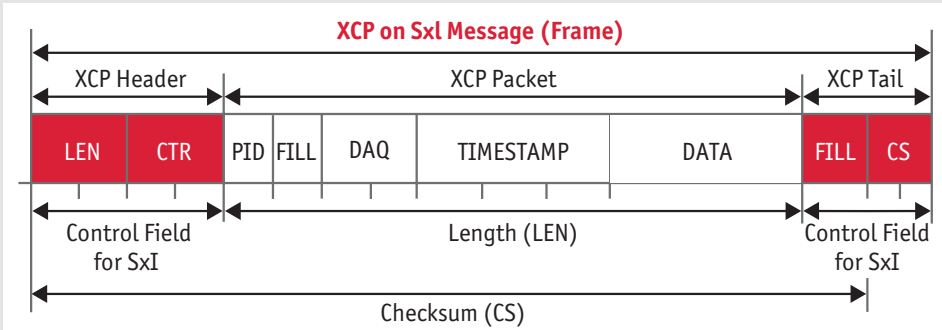 XCP on SxI Message (Frame)
XCP Header XCP Packet XCP Tail
LEN CTR PID FILL DAQ TIMESTAMP DATA FILL CS
Control Field for SxI
Length (LEN)
Control Field for SxI
Checksum (CS)